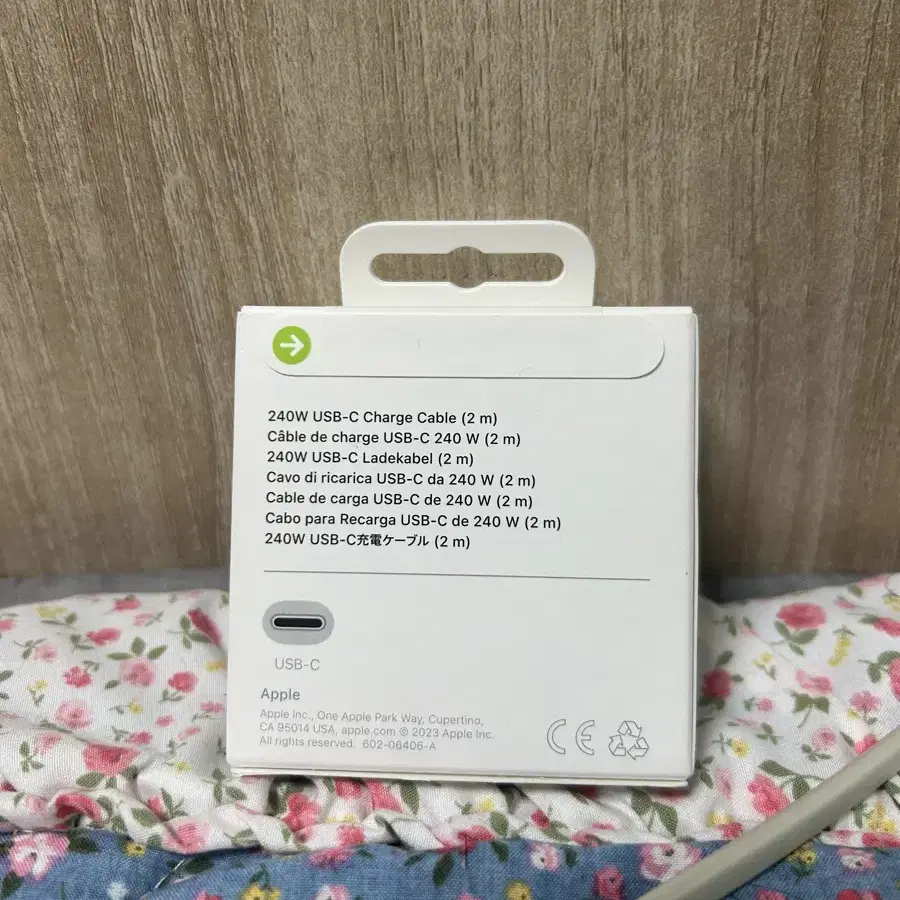 240W USB-C Charge Cable (2 m)
Câble de charge USB-C 240 W (2 m)
240W USB-C Ladekabel (2 m)
Cavo di ricarica USB-C da 240 W (2 m)
Cable de carga USB-C de 240 W (2 m)
Cabo para Recarga USB-C de 240 W (2 m)
240W USB-C充電ケーブル (2 m)
USB-C
Apple
Apple Inc., One Apple Park Way, Cupertino,
CA 95014 USA, apple.com © 2023 Apple Inc.
All rights reserved. 602-06406-A
CE